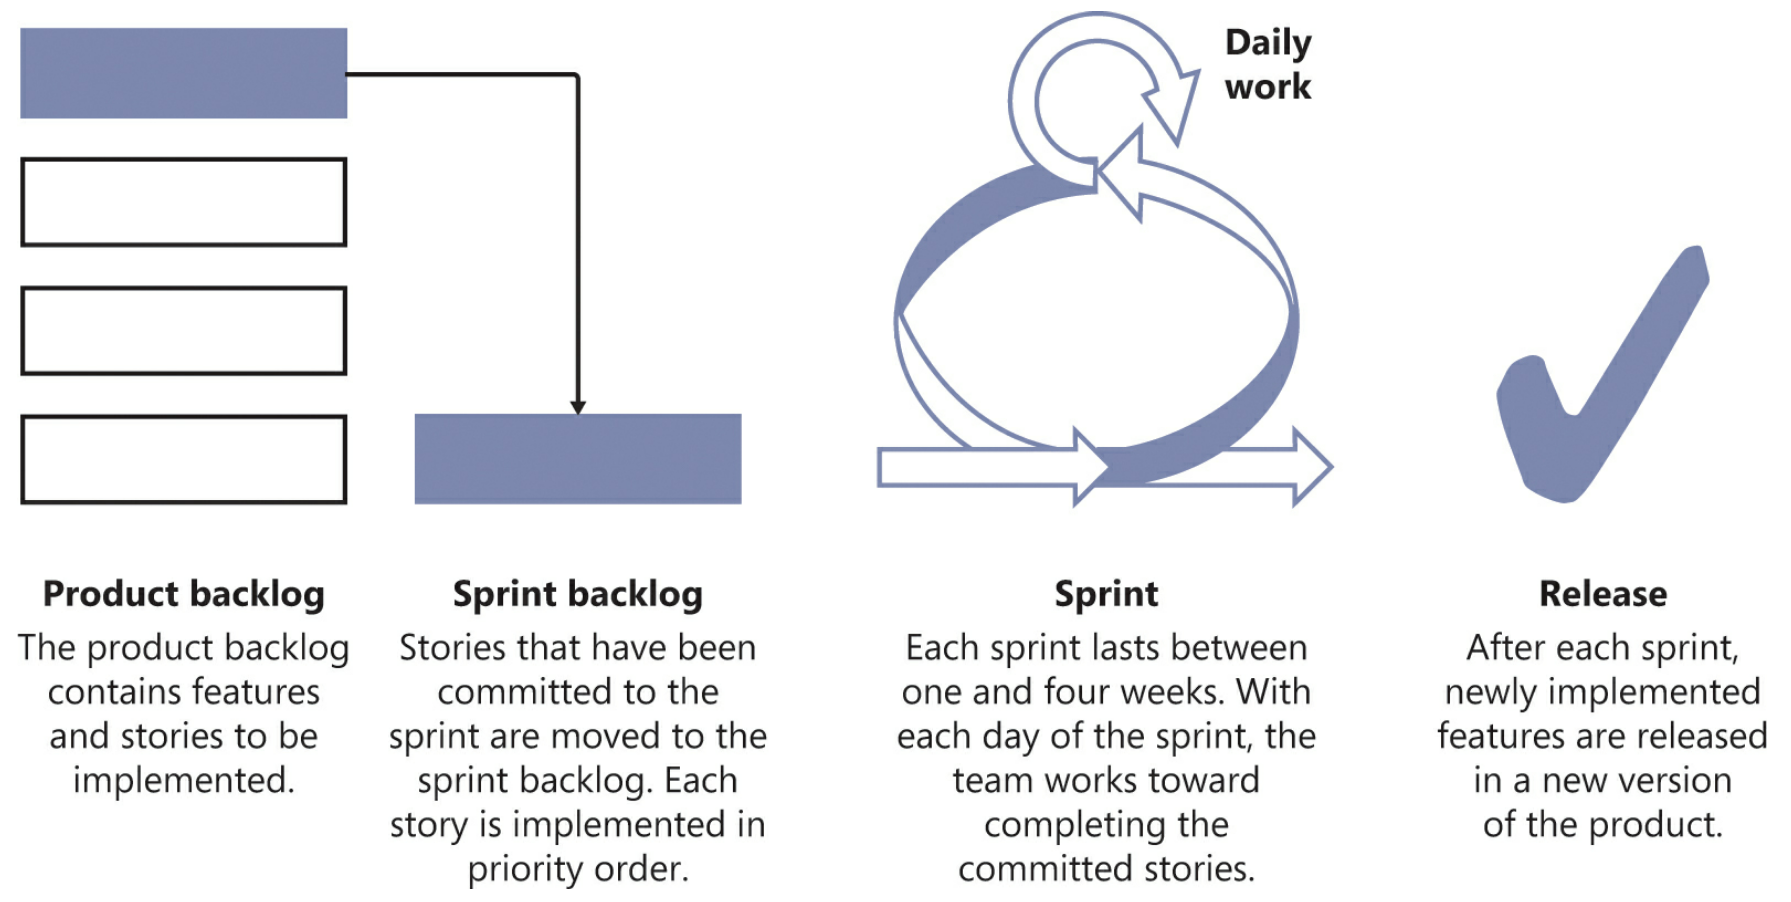 Daily
work
Product backlog
The product backlog
contains features
and stories to be
implemented.
Sprint backlog
Stories that have been
committed to the
sprint are moved to the
sprint backlog. Each
story is implemented in
priority order.
Sprint
Each sprint lasts between
one and four weeks. With
each day of the sprint, the
team works toward
completing the
committed stories.
Release
After each sprint,
newly implemented
features are released
in a new version
of the product.